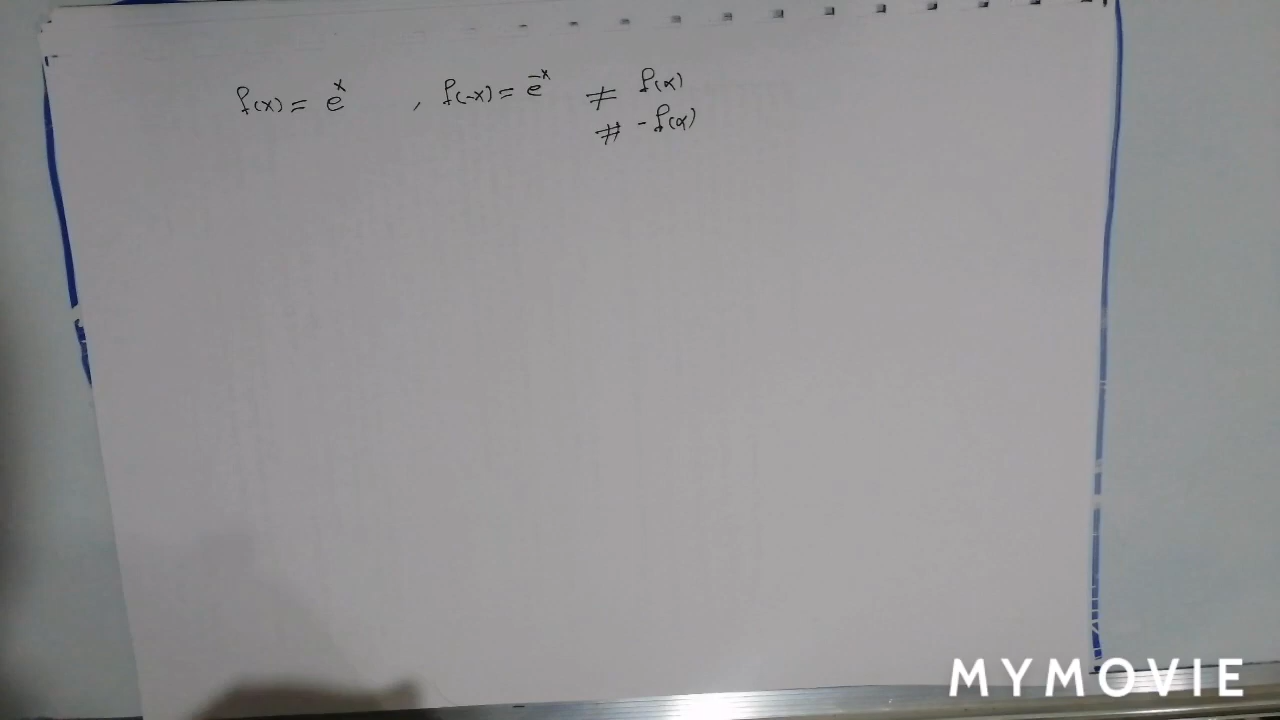 f(x) = e^x , f(-x) = e^-x ≠ f(x)
≠ - f(x)
MYMOVIE